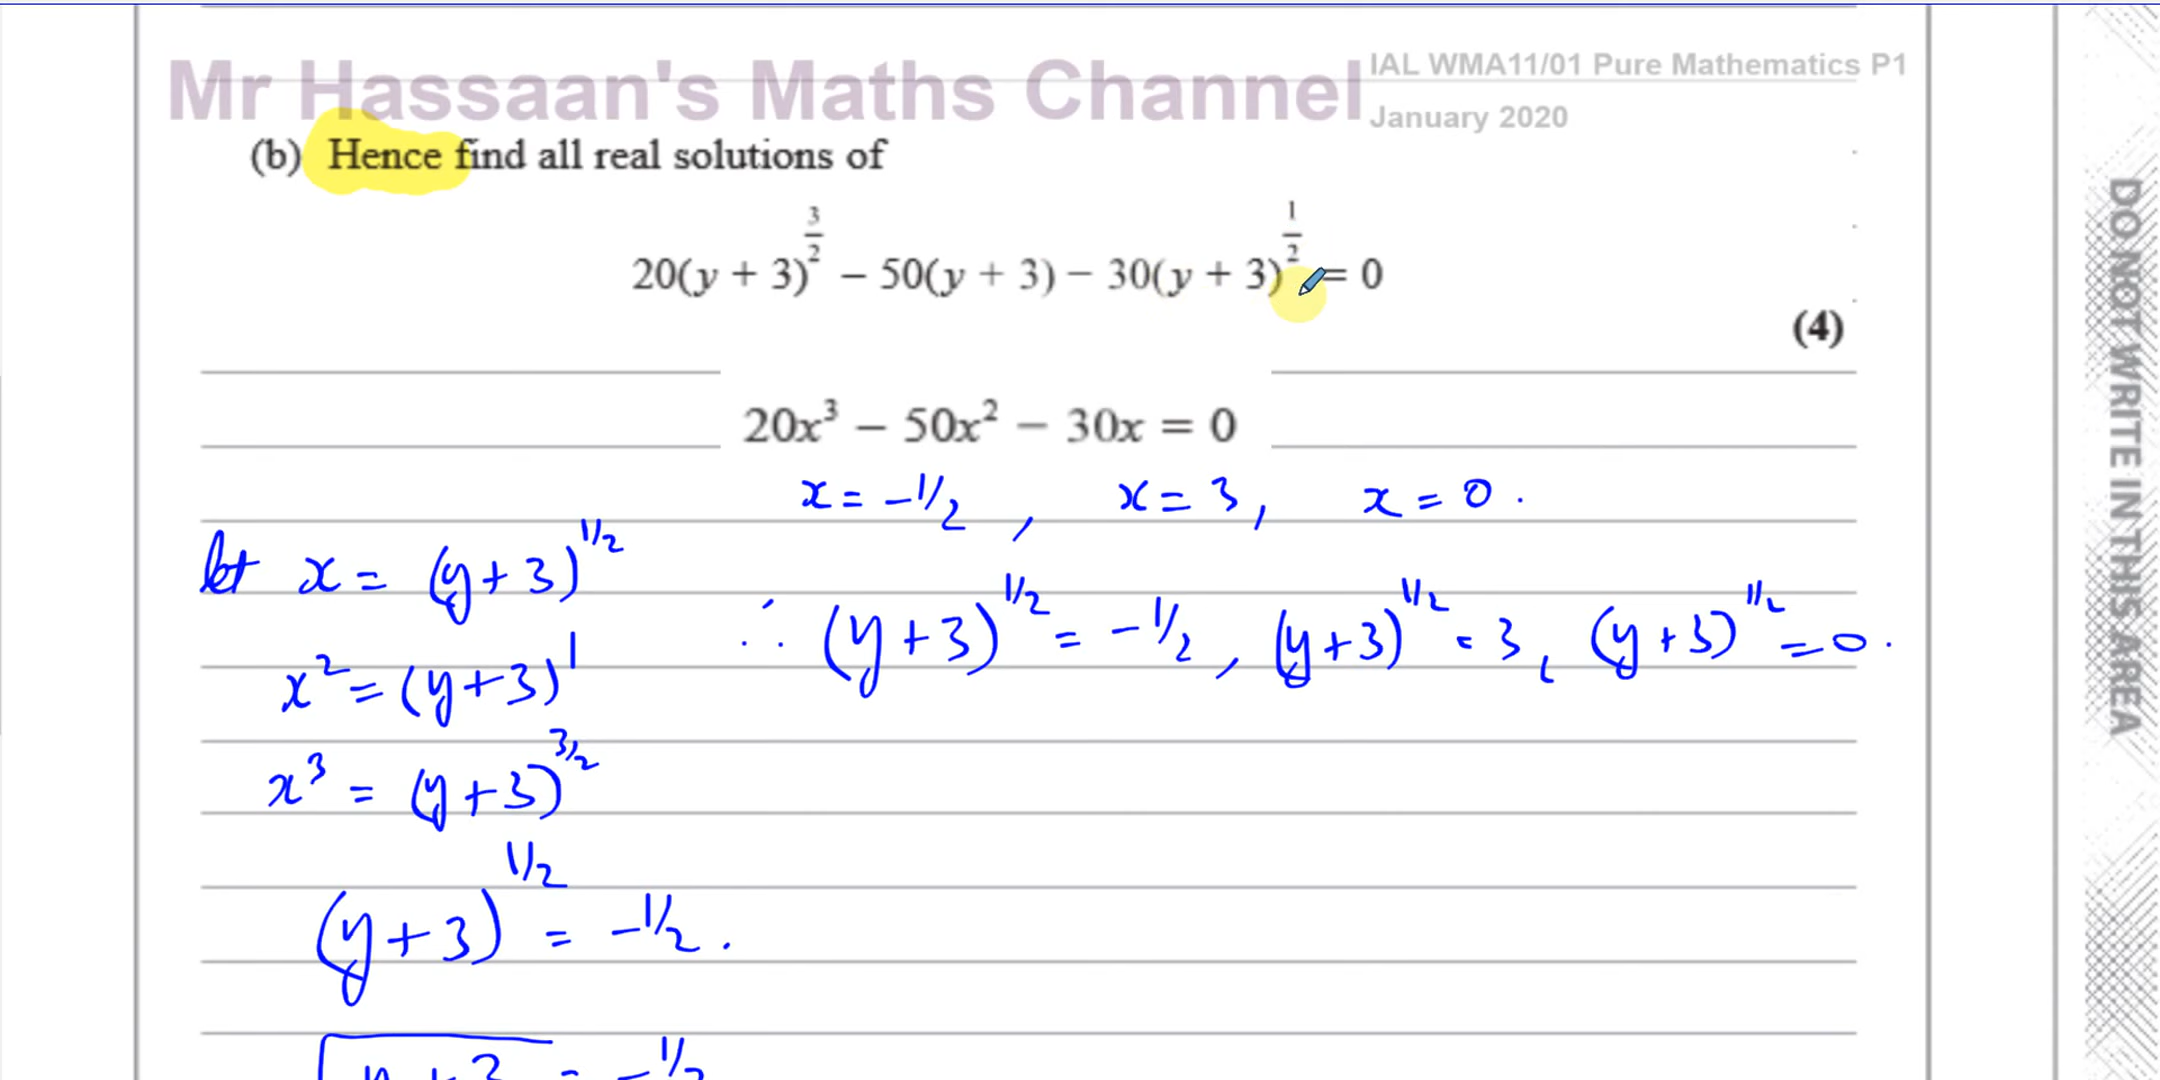 Mr Hassaan's Maths Channel
IAL WMA11/01 Pure Mathematics P1
January 2020
(b) Hence find all real solutions of
20(y + 3)^{3/2} − 50(y + 3) − 30(y + 3)^{1/2} = 0
(4)
20x³ − 50x² − 30x = 0
x = -1/2 , x = 3, x = 0.
let x = (y+3)^{1/2}
∴ (y+3)^{1/2} = -1/2, (y+3)^{1/2} = 3, (y+3)^{1/2} = 0.
x² = (y+3)^1
x³ = (y+3)^{3/2}
(y+3)^{1/2} = -1/2.
√(y+3) = -1/2
DO NOT WRITE IN THIS AREA